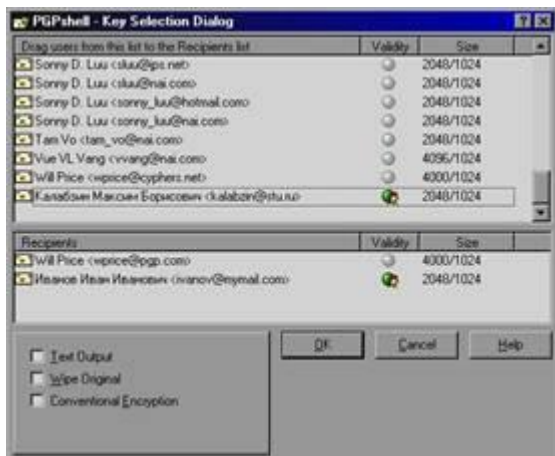 PGPshell - Key Selection Dialog
Drag users from this list to the Recipients list Validity Size
Sonny D. Luu <sluu@ips.net> 2048/1024
Sonny D. Luu <sluu@nai.com> 2048/1024
Sonny D. Luu <sonny_luu@hotmail.com> 2048/1024
Sonny D. Luu <sonny_luu@nai.com> 2048/1024
Tam Vo <tam_vo@nai.com> 2048/1024
Vue VL Vang <vvang@nai.com> 4096/1024
Will Price <wprice@cyphers.net> 4000/1024
Калабзин Максим Борисович <kalabzin@stu.ru> 2048/1024
Recipients Validity Size
Will Price <wprice@pgp.com> 4000/1024
Иванов Иван Иванович <ivanov@mymail.com> 2048/1024
OK Cancel Help
Text Output
Wipe Original
Conventional Encryption